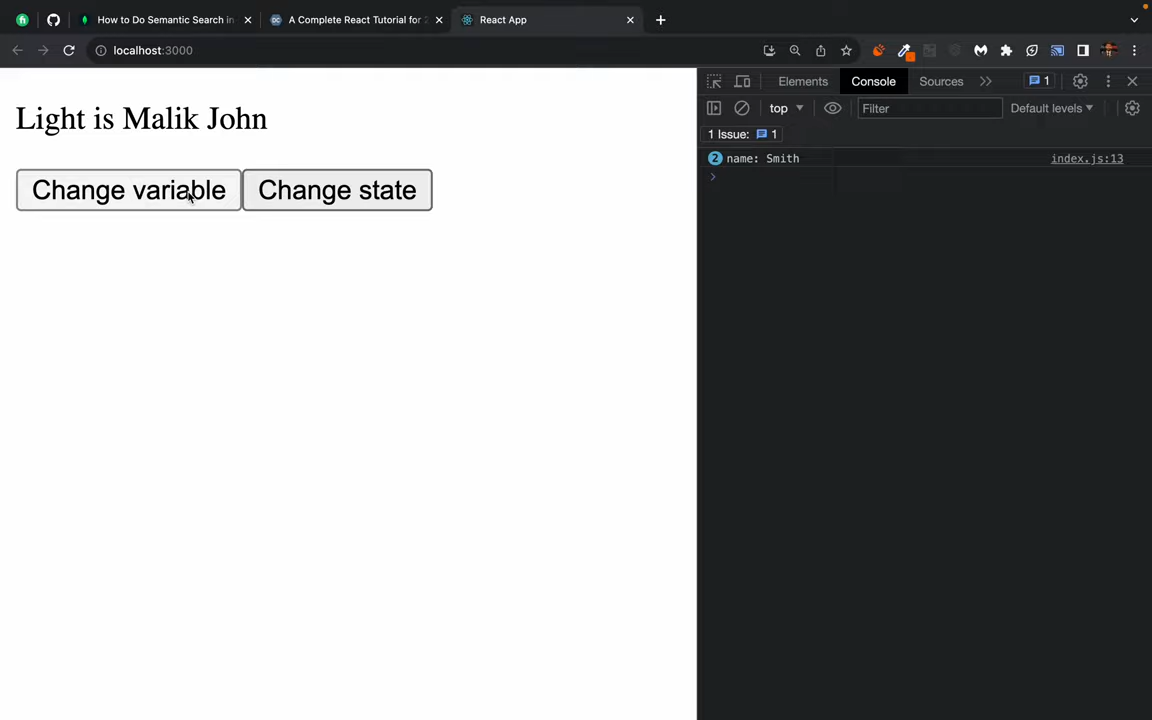 How to Do Semantic Search in
A Complete React Tutorial for 2
React App
localhost:3000
Elements
Console
Sources
1
top
Filter
Default levels
1 Issue: 1
2 name: Smith
index.js:13
Light is Malik John
Change variable
Change state